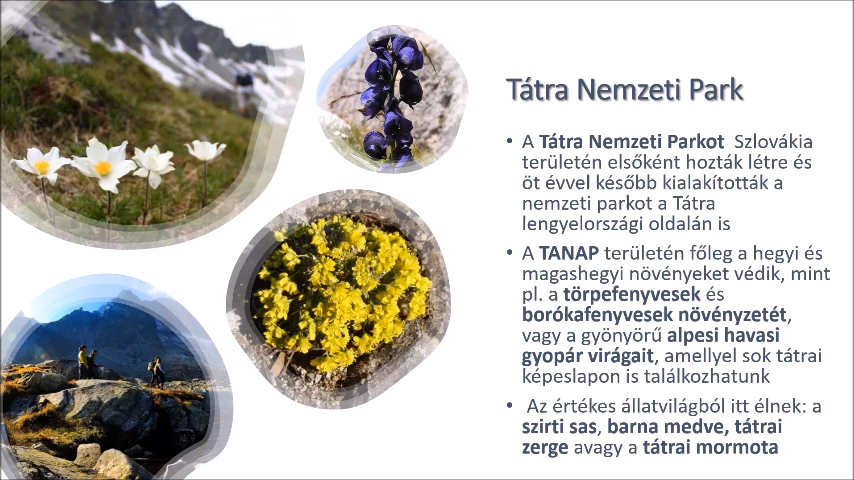 Tátra Nemzeti Park
• A Tátra Nemzeti Parkot Szlovákia
területén elsőként hozták létre és
öt évvel később kialakították a
nemzeti parkot a Tátra
lengyelországi oldalán is
• A TANAP területén főleg a hegyi és
magashegyi növényeket védik, mint
pl. a törpefenyvesek és
borókafenyvesek növényzetét,
vagy a gyönyörű alpesi havasi
gyopár virágait, amellyel sok tátrai
képeslapon is találkozhatunk
• Az értékes állatvilágból itt élnek: a
szirti sas, barna medve, tátrai
zerge avagy a tátrai mormota